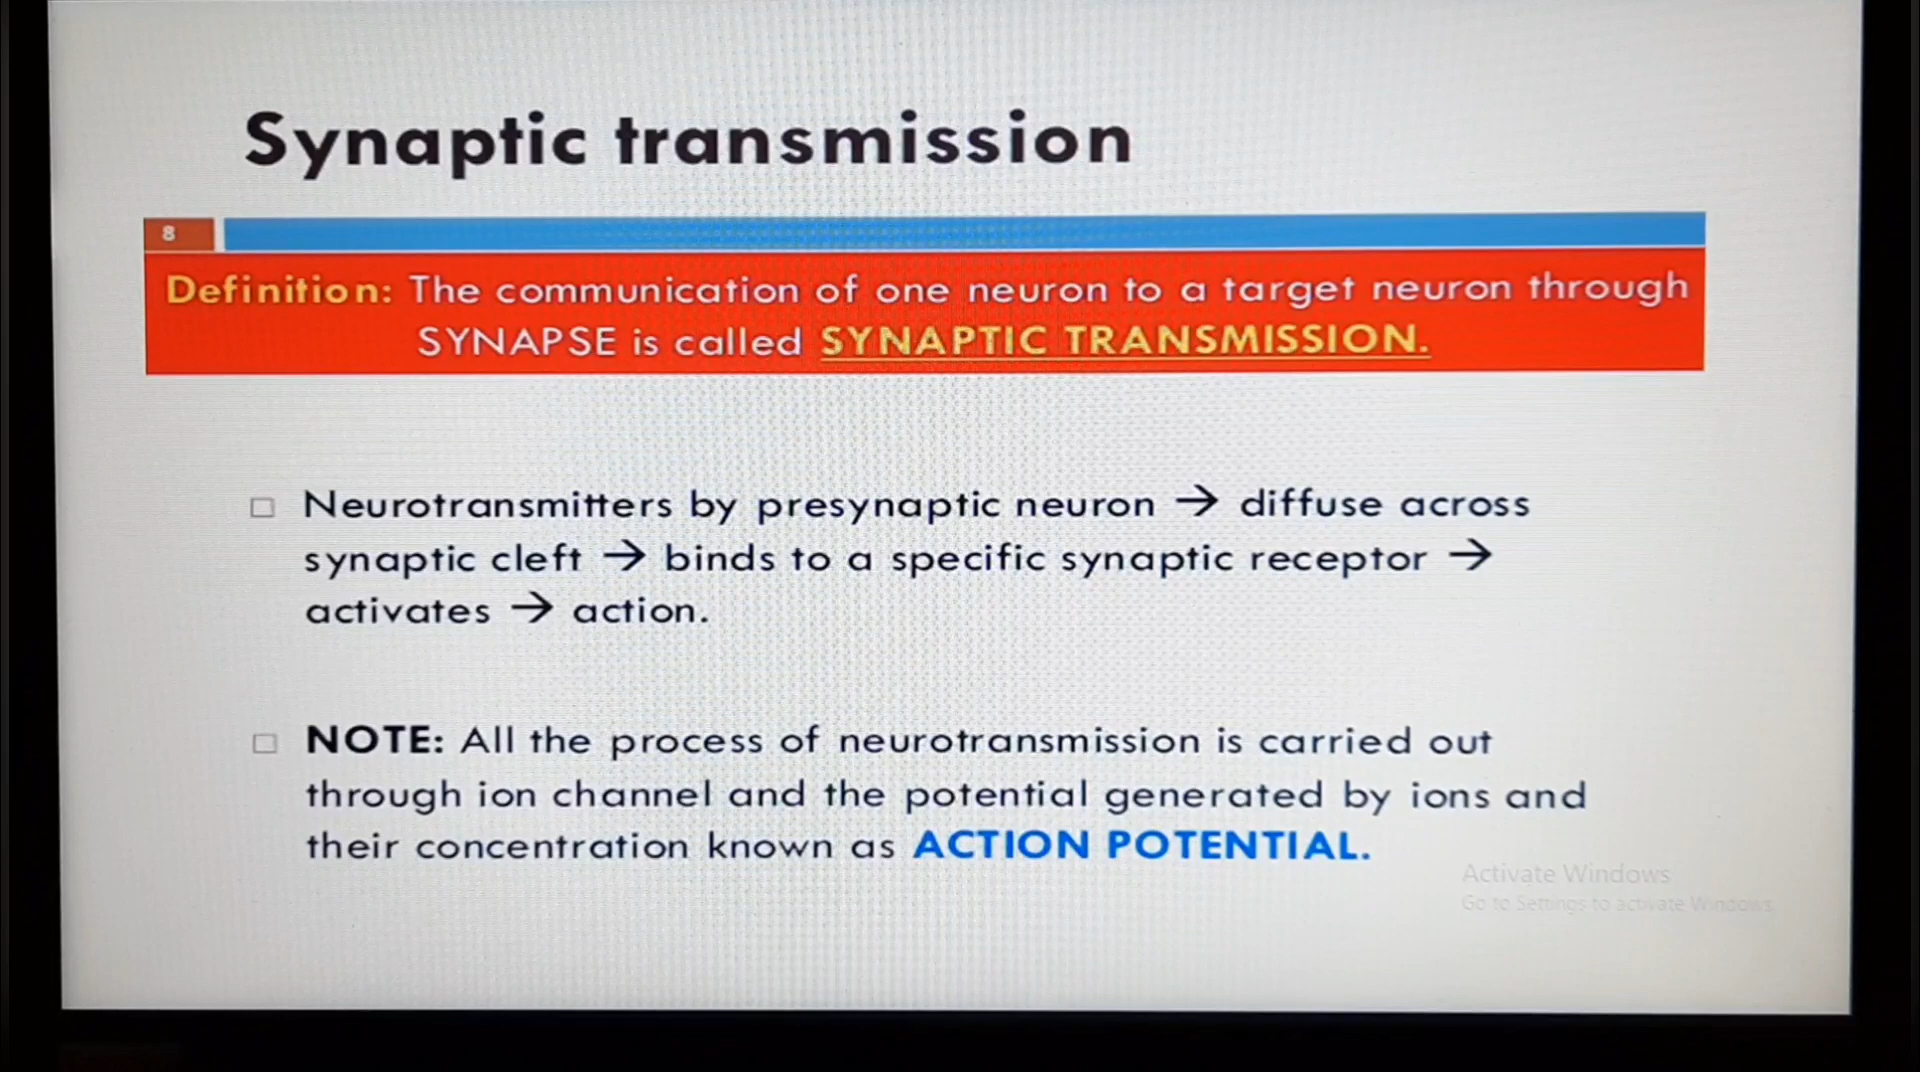 Synaptic transmission
8
Definition: The communication of one neuron to a target neuron through
SYNAPSE is called SYNAPTIC TRANSMISSION.
Neurotransmitters by presynaptic neuron → diffuse across
synaptic cleft → binds to a specific synaptic receptor →
activates → action.
NOTE: All the process of neurotransmission is carried out
through ion channel and the potential generated by ions and
their concentration known as ACTION POTENTIAL.
Activate Windows
Go to Settings to activate Windows.